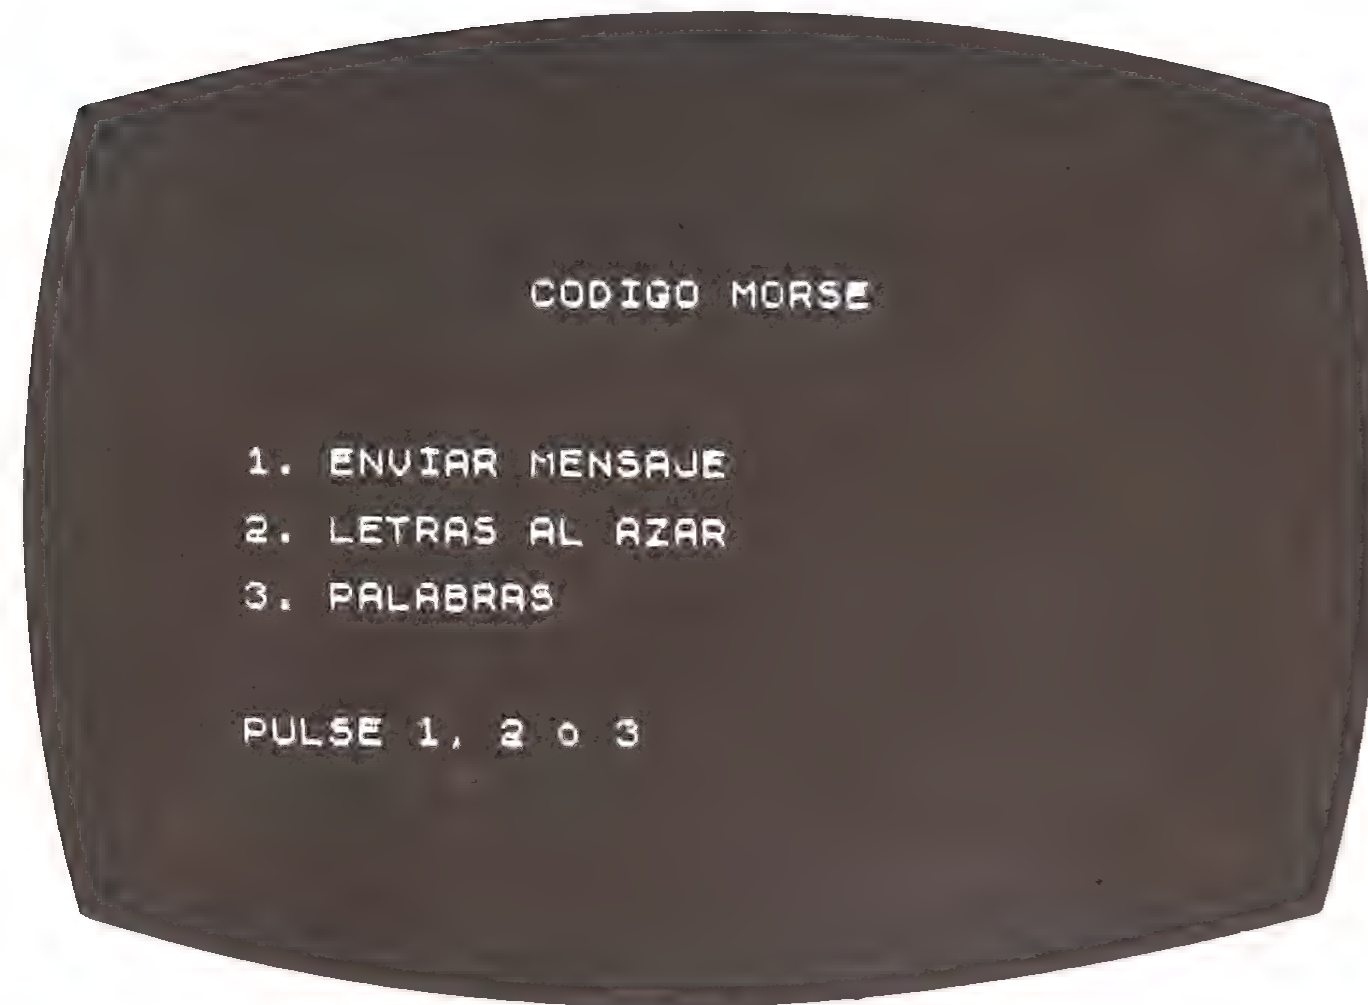 CODIGO MORSE
1. ENVIAR MENSAJE
2. LETRAS AL AZAR
3. PALABRAS
PULSE 1, 2 o 3